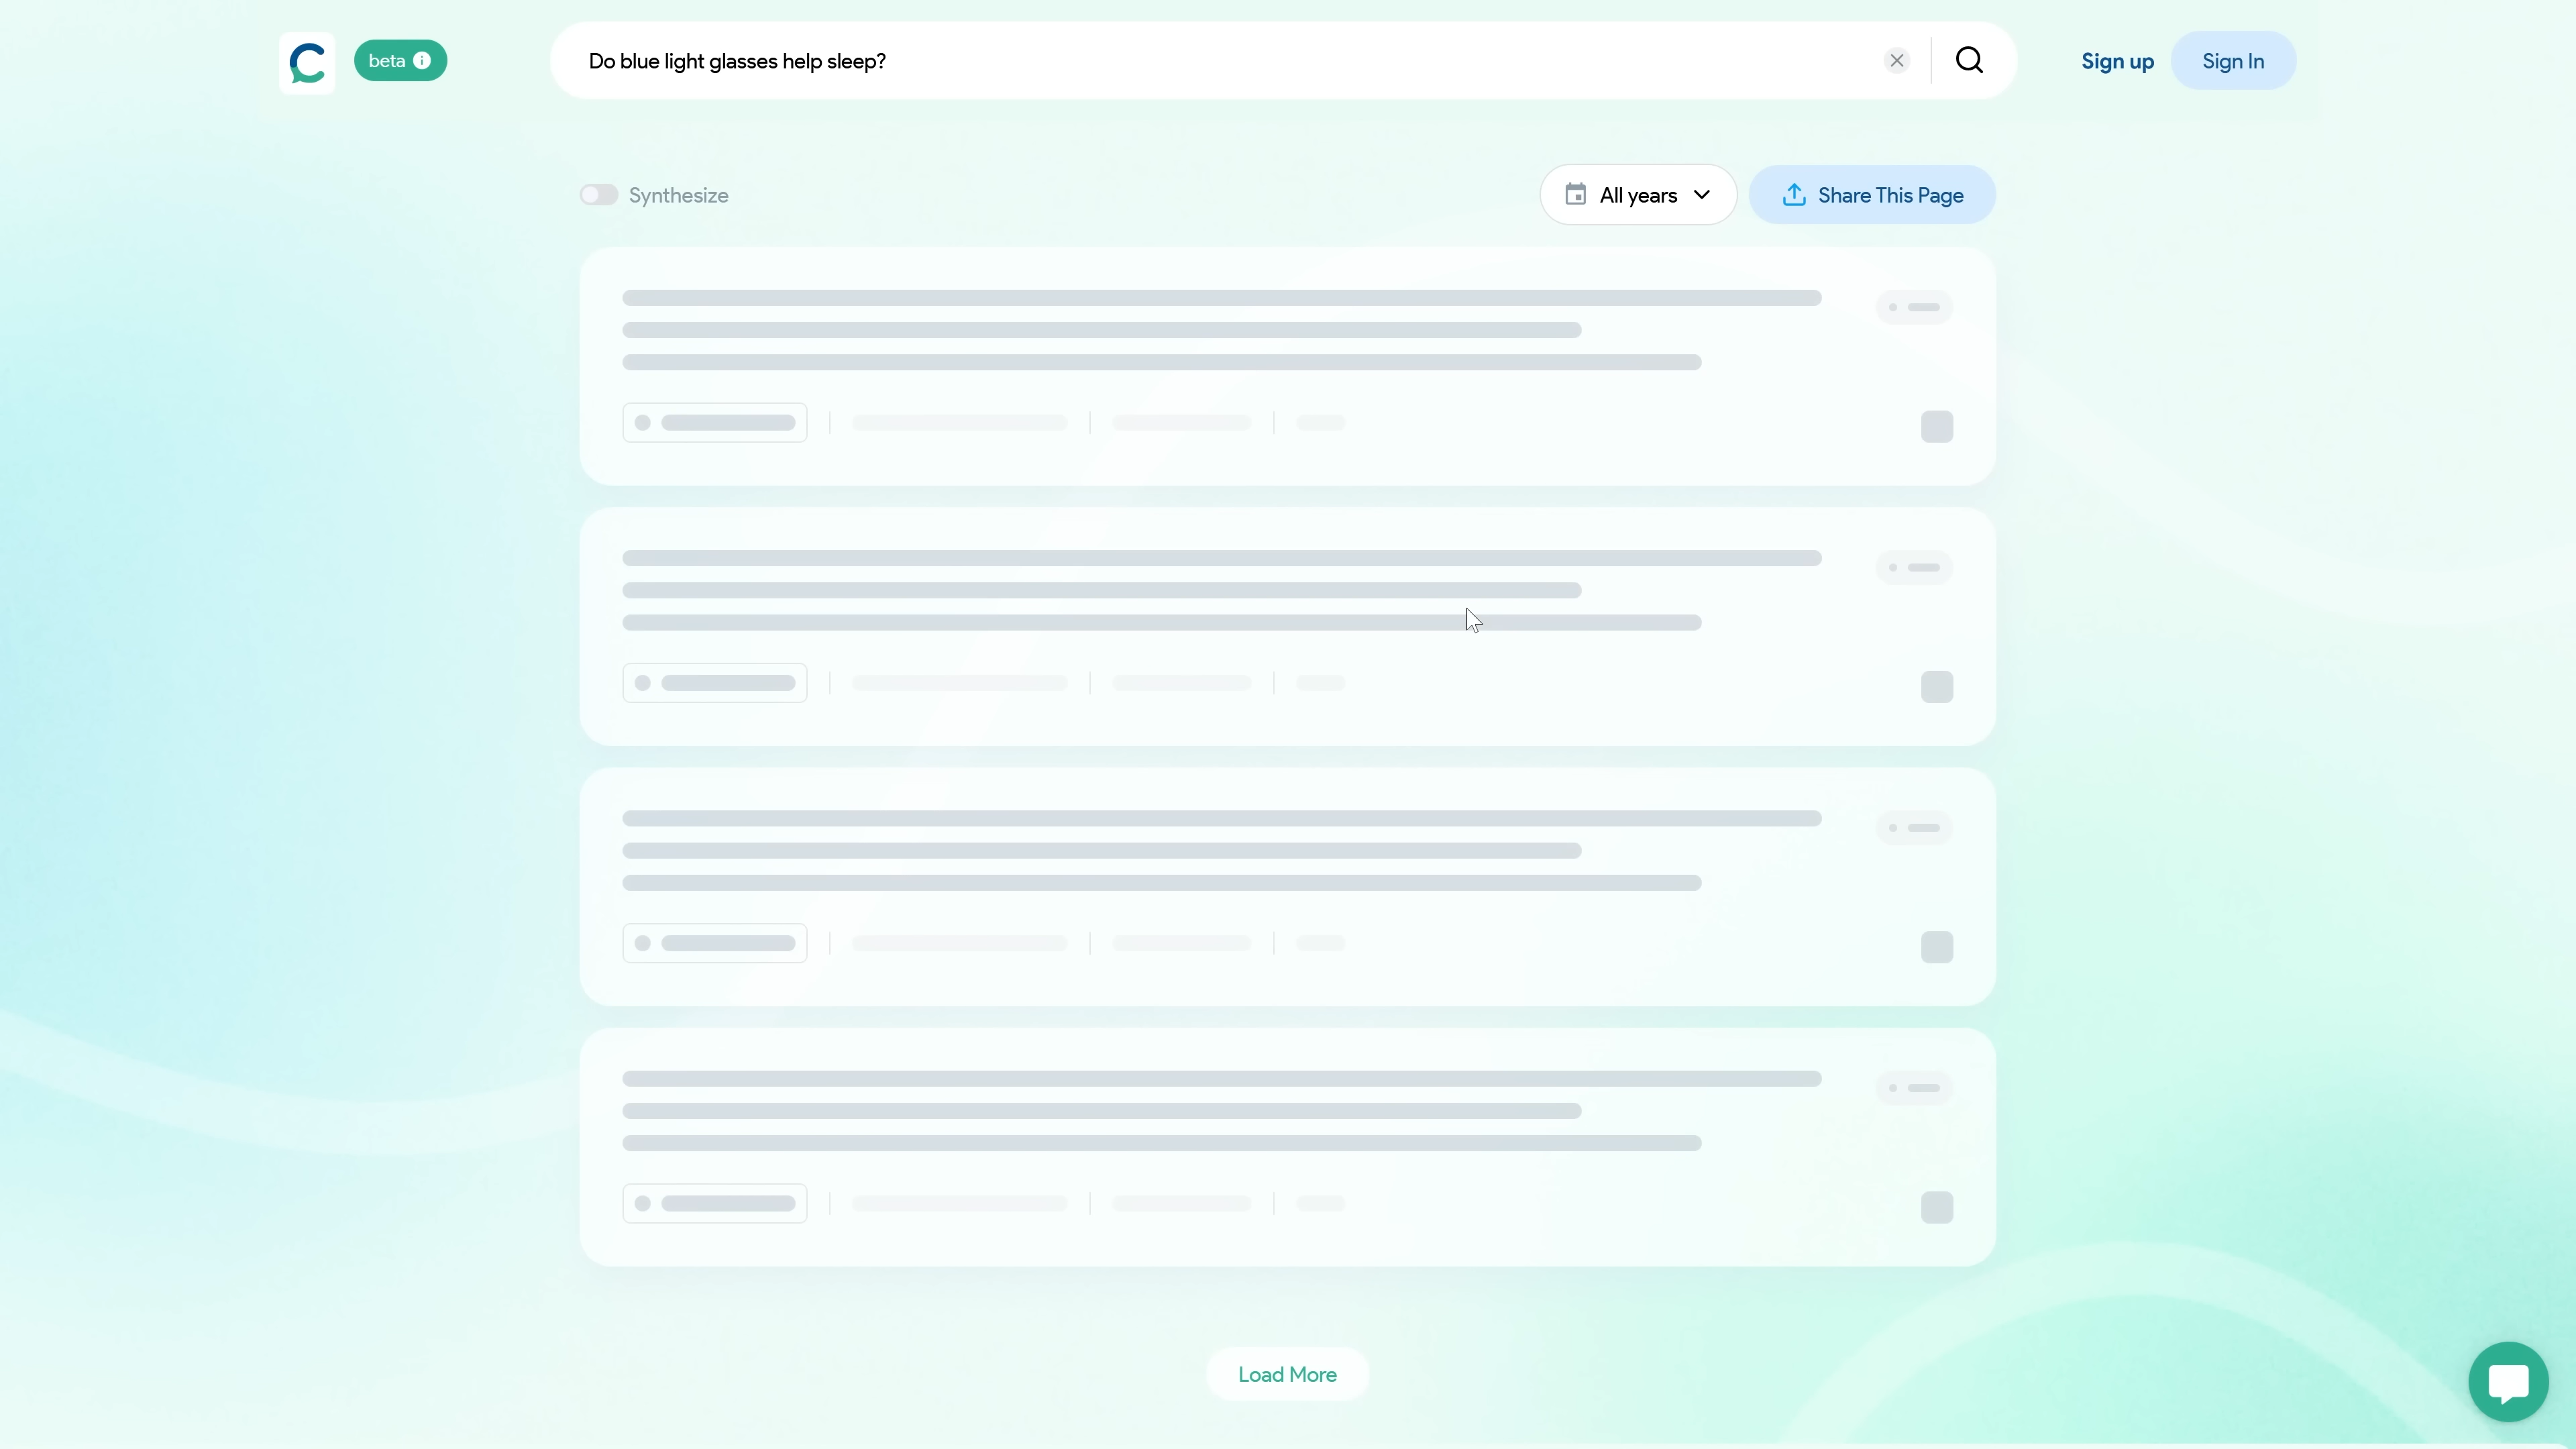 beta
Do blue light glasses help sleep?
Sign up
Sign In
Synthesize
All years
Share This Page
Load More